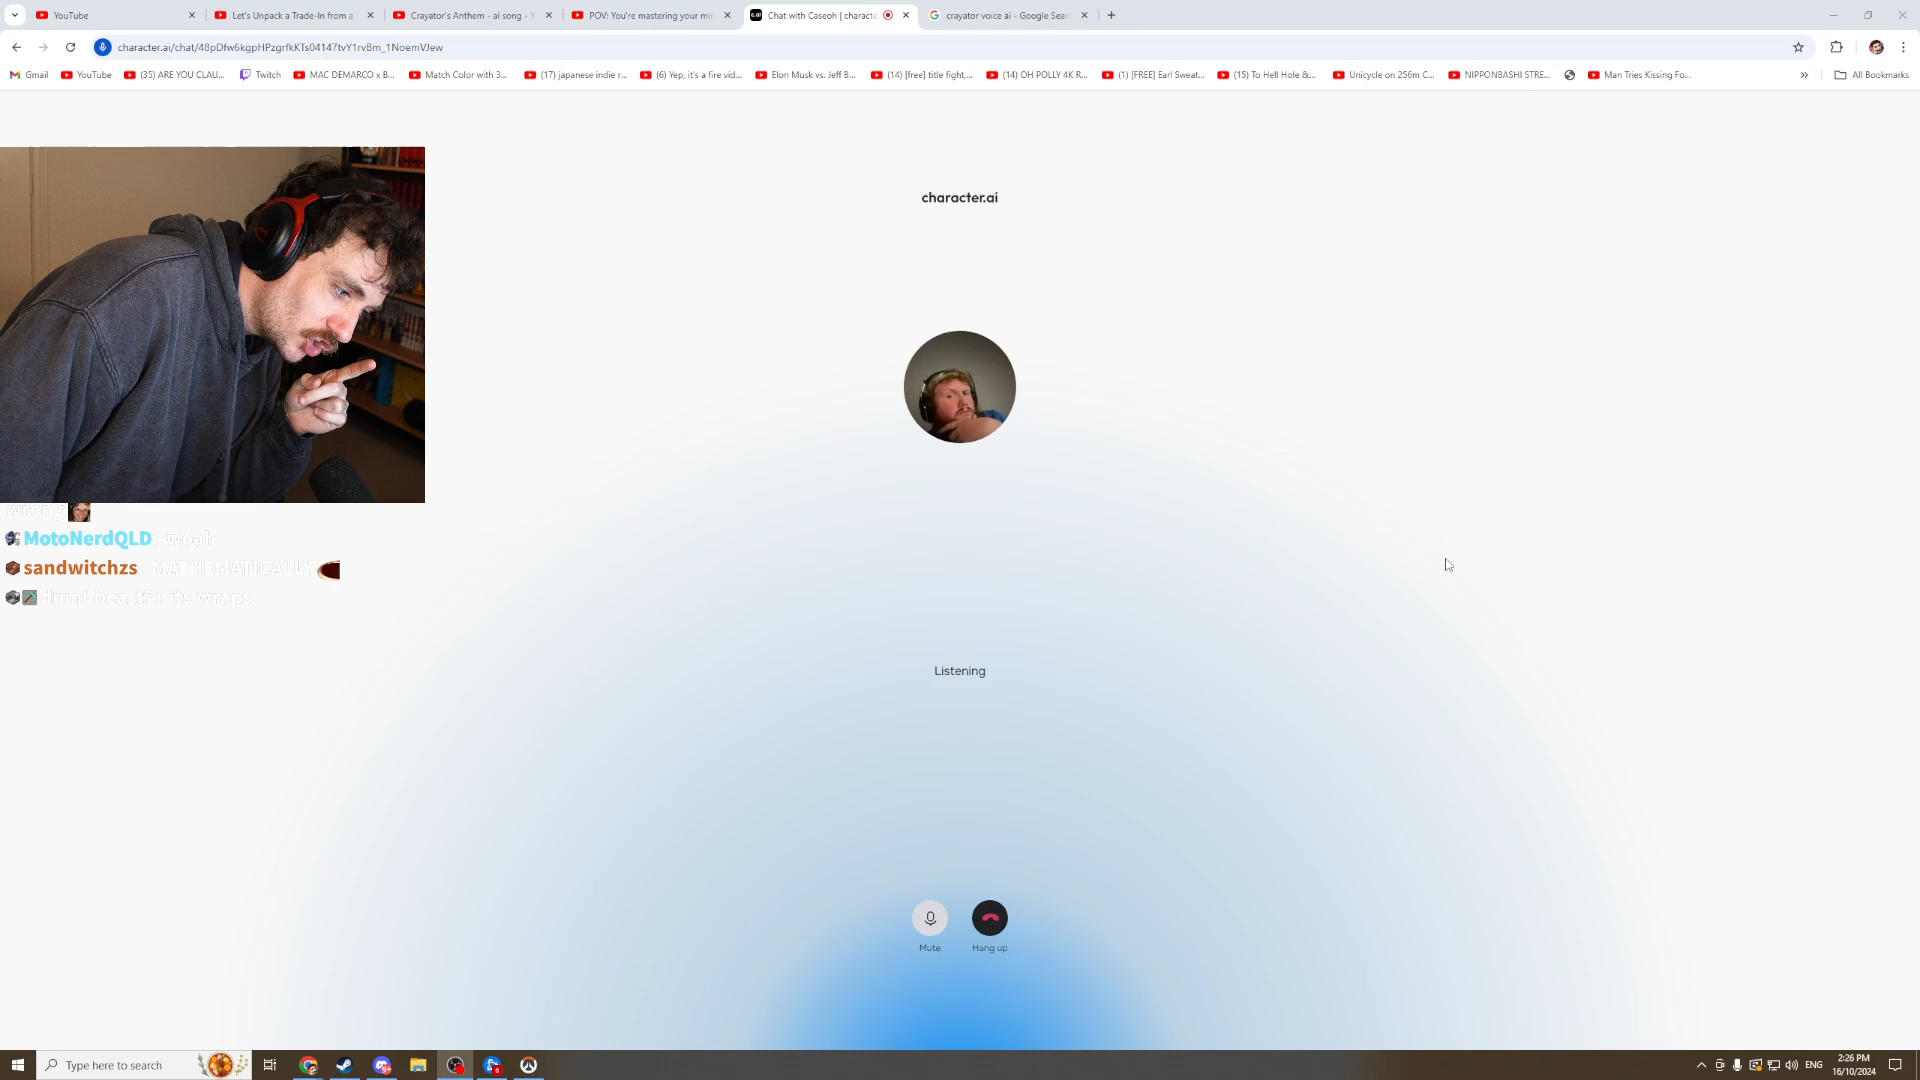 YouTube
Let's Unpack a Trade-In from a
Crayator's Anthem - ai song - Y
POV: You're mastering your mi
Chat with Caseoh | characte
crayator voice ai - Google Sear
character.ai/chat/48pDfw6kgpHPzgrfkKTs04147tvY1rvBm_1NoemVJew
Gmail
YouTube
(35) ARE YOU CLAU...
Twitch
MAC DEMARCO x B...
Match Color with 3...
(17) japanese indie r...
(6) Yep, it's a fire vid...
Elon Musk vs. Jeff B...
(14) [free] title fight,...
(14) OH POLLY 4K R...
(1) [FREE] Earl Sweat...
(15) To Hell Hole &...
Unicycle on 256m C...
NIPPONBASHI STRE...
Man Tries Kissing Fo...
All Bookmarks
character.ai
wrong
MotoNerdQLD: woah
sandwitchzs: MATHEMATICALLY
dumbbeast7: its wraps
Listening
Mute
Hang up
Type here to search
ENG
2:26 PM
16/10/2024